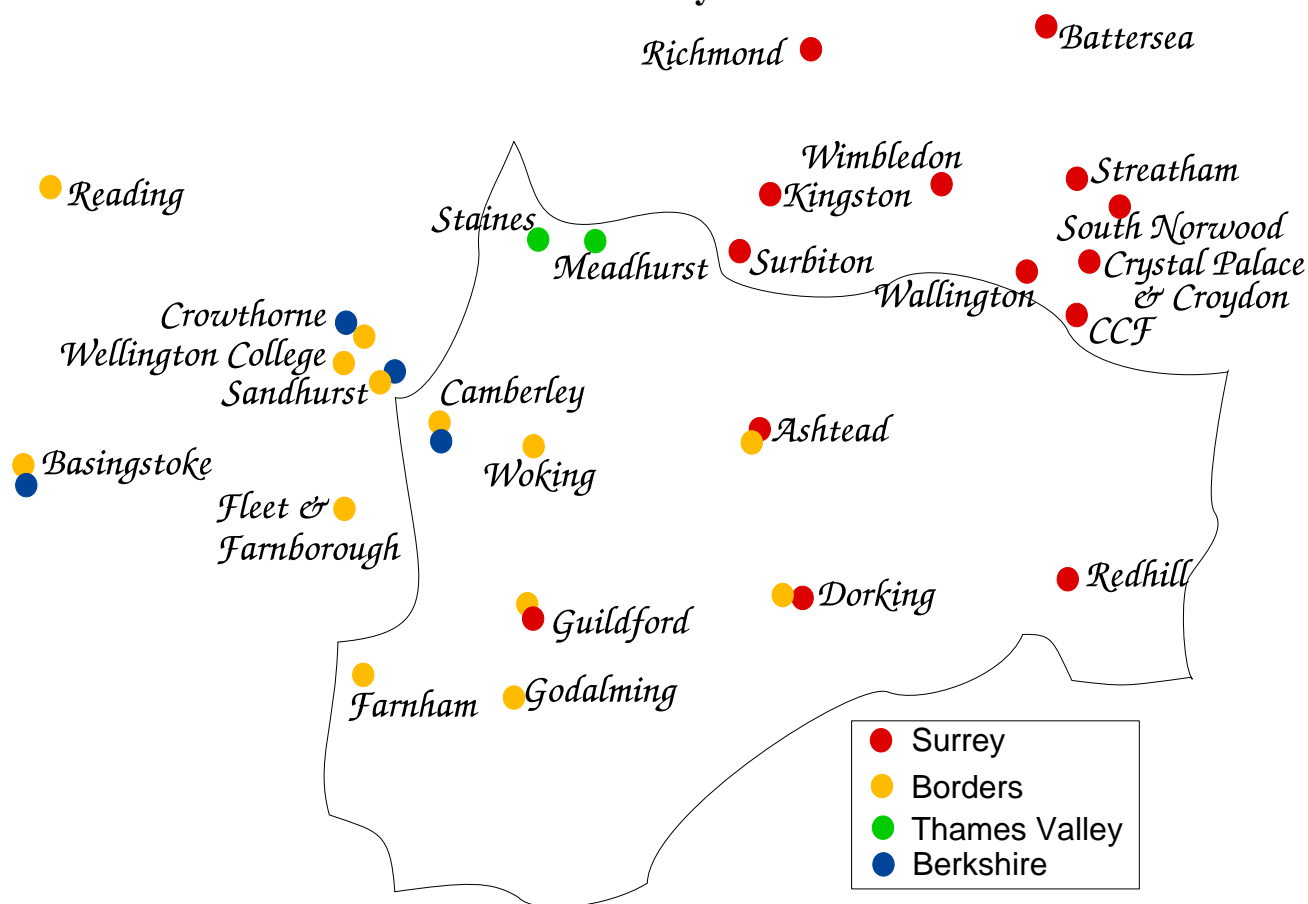 Battersea
Richmond
Wimbledon
Streatham
Reading
Kingston
Staines
South Norwood
Meadhurst
Surbiton
Crystal Palace
& Croydon
Wallington
Crowthorne
CCF
Wellington College
Sandhurst
Camberley
Ashtead
Basingstoke
Woking
Fleet &
Farnborough
Redhill
Dorking
Guildford
Godalming
Farnham
Surrey
Borders
Thames Valley
Berkshire